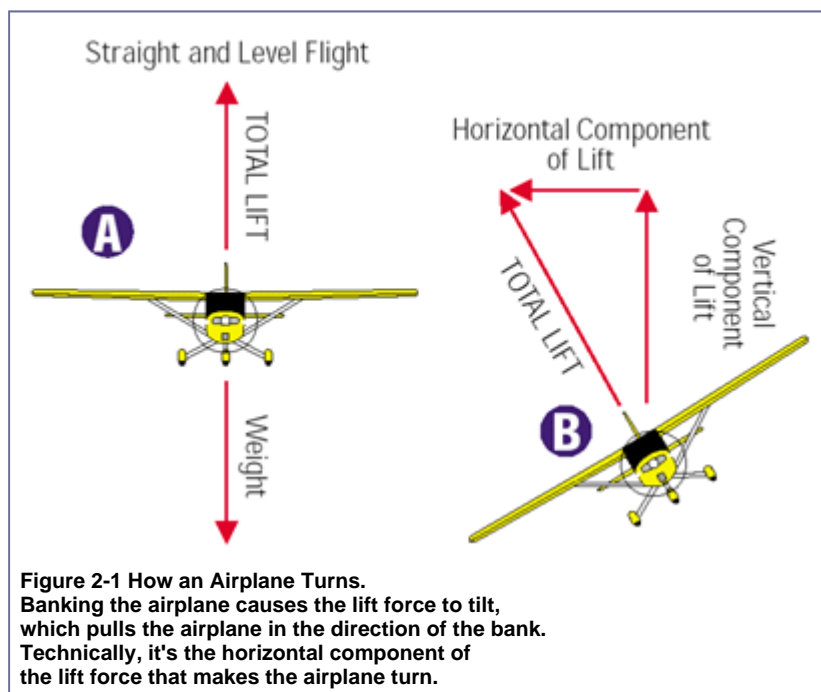 Straight and Level Flight
TOTAL LIFT
A
Weight
Horizontal Component
of Lift
TOTAL LIFT
Vertical
Component
of Lift
B
Figure 2-1 How an Airplane Turns.
Banking the airplane causes the lift force to tilt,
which pulls the airplane in the direction of the bank.
Technically, it's the horizontal component of
the lift force that makes the airplane turn.